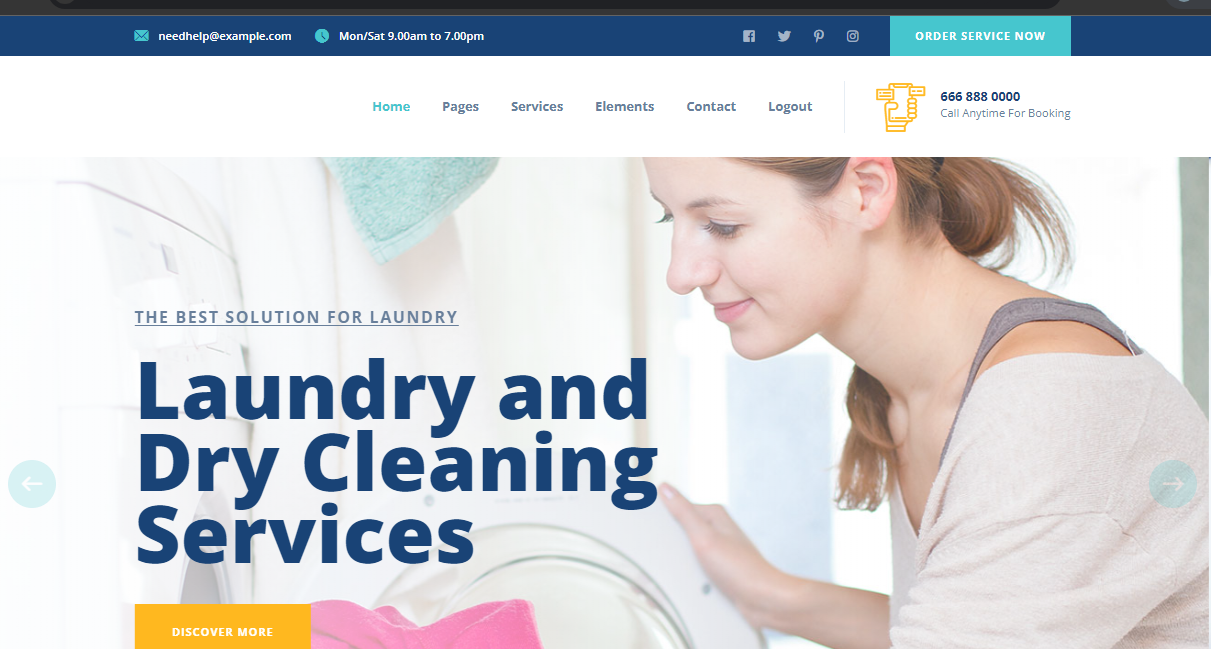 needhelp@example.com Mon/Sat 9.00am to 7.00pm ORDER SERVICE NOW
Home Pages Services Elements Contact Logout
666 888 0000
Call Anytime For Booking
THE BEST SOLUTION FOR LAUNDRY
Laundry and
Dry Cleaning
Services
DISCOVER MORE